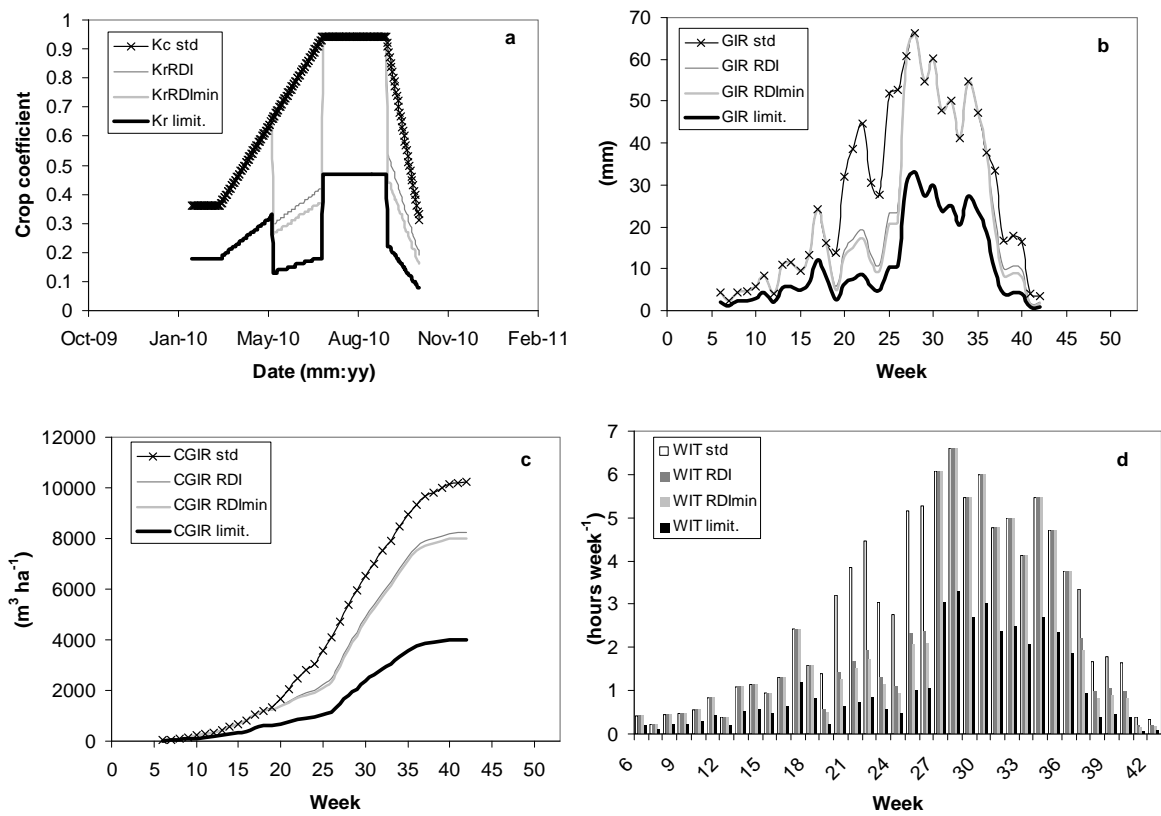 a
Kc std
KrRDI
KrRDImin
Kr limit.
Crop coefficient
1
0.9
0.8
0.7
0.6
0.5
0.4
0.3
0.2
0.1
0
Oct-09 Jan-10 May-10 Aug-10 Nov-10 Feb-11
Date (mm:yy)
b
GIR std
GIR RDI
GIR RDImin
GIR limit.
(mm)
70
60
50
40
30
20
10
0
0 5 10 15 20 25 30 35 40 45 50
Week
c
CGIR std
CGIR RDI
CGIR RDImin
CGIR limit.
(m³ ha⁻¹)
12000
10000
8000
6000
4000
2000
0
0 5 10 15 20 25 30 35 40 45 50
Week
d
WIT std
WIT RDI
WIT RDImin
WIT limit.
(hours week⁻¹)
7
6
5
4
3
2
1
0
6 9 12 15 18 21 24 27 30 33 36 39 42
Week